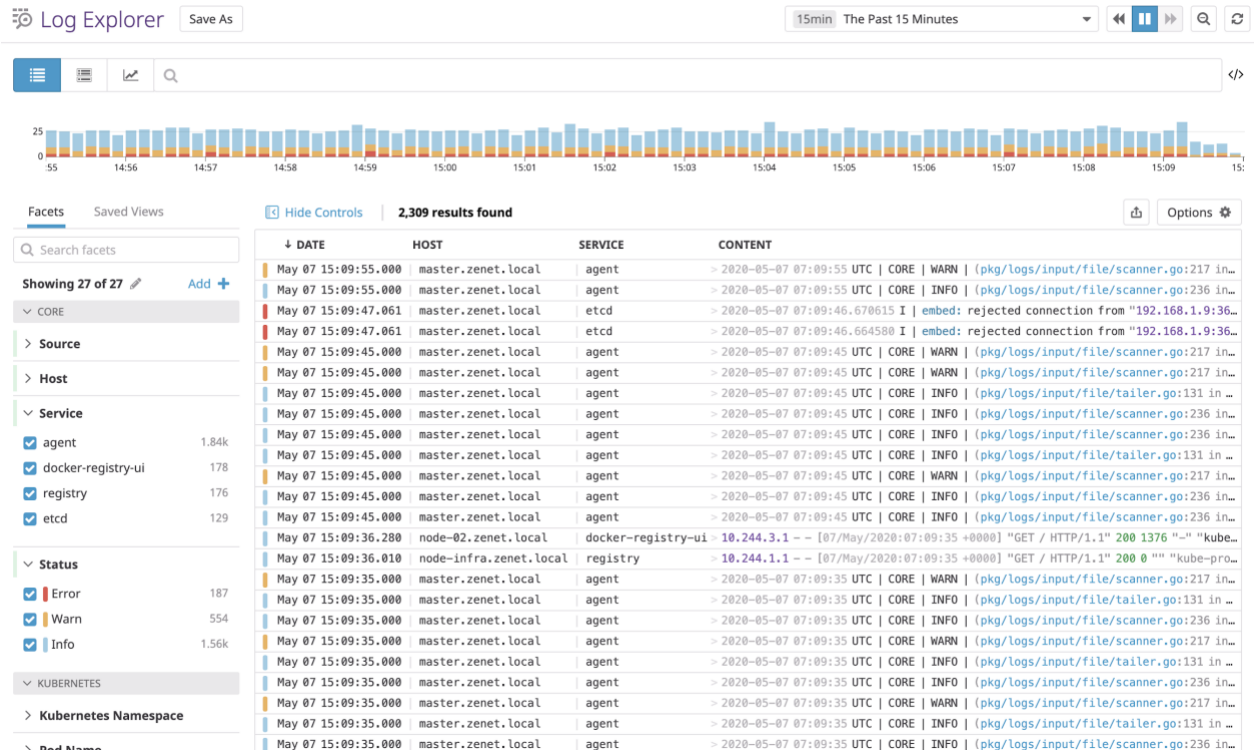 Log Explorer Save As 15min The Past 15 Minutes
</>
25
0
:55 14:56 14:57 14:58 14:59 15:00 15:01 15:02 15:03 15:04 15:05 15:06 15:07 15:08 15:09 15:
Facets Saved Views
Hide Controls 2,309 results found Options
Search facets
Showing 27 of 27 Add +
CORE
Source
Host
Service
agent 1.84k
docker-registry-ui 178
registry 176
etcd 129
Status
Error 187
Warn 554
Info 1.56k
KUBERNETES
Kubernetes Namespace
Pod Name
↓ DATE HOST SERVICE CONTENT
May 07 15:09:55.000 master.zenet.local agent > 2020-05-07 07:09:55 UTC | CORE | WARN | (pkg/logs/input/file/scanner.go:217 in…
May 07 15:09:55.000 master.zenet.local agent > 2020-05-07 07:09:55 UTC | CORE | INFO | (pkg/logs/input/file/scanner.go:236 in…
May 07 15:09:47.061 master.zenet.local etcd > 2020-05-07 07:09:46.670615 I | embed: rejected connection from "192.168.1.9:36…
May 07 15:09:47.061 master.zenet.local etcd > 2020-05-07 07:09:46.664580 I | embed: rejected connection from "192.168.1.9:36…
May 07 15:09:45.000 master.zenet.local agent > 2020-05-07 07:09:45 UTC | CORE | WARN | (pkg/logs/input/file/scanner.go:217 in…
May 07 15:09:45.000 master.zenet.local agent > 2020-05-07 07:09:45 UTC | CORE | WARN | (pkg/logs/input/file/scanner.go:217 in…
May 07 15:09:45.000 master.zenet.local agent > 2020-05-07 07:09:45 UTC | CORE | INFO | (pkg/logs/input/file/tailer.go:131 in …
May 07 15:09:45.000 master.zenet.local agent > 2020-05-07 07:09:45 UTC | CORE | INFO | (pkg/logs/input/file/scanner.go:236 in…
May 07 15:09:45.000 master.zenet.local agent > 2020-05-07 07:09:45 UTC | CORE | INFO | (pkg/logs/input/file/scanner.go:236 in…
May 07 15:09:45.000 master.zenet.local agent > 2020-05-07 07:09:45 UTC | CORE | INFO | (pkg/logs/input/file/tailer.go:131 in …
May 07 15:09:45.000 master.zenet.local agent > 2020-05-07 07:09:45 UTC | CORE | WARN | (pkg/logs/input/file/scanner.go:217 in…
May 07 15:09:45.000 master.zenet.local agent > 2020-05-07 07:09:45 UTC | CORE | INFO | (pkg/logs/input/file/scanner.go:236 in…
May 07 15:09:45.000 master.zenet.local agent > 2020-05-07 07:09:45 UTC | CORE | INFO | (pkg/logs/input/file/scanner.go:236 in…
May 07 15:09:36.280 node-02.zenet.local docker-registry-ui > 10.244.3.1 - - [07/May/2020:07:09:35 +0000] "GET / HTTP/1.1" 200 1376 "-" "kube…
May 07 15:09:36.010 node-infra.zenet.local registry > 10.244.1.1 - - [07/May/2020:07:09:35 +0000] "GET / HTTP/1.1" 200 0 "" "kube-pro…
May 07 15:09:35.000 master.zenet.local agent > 2020-05-07 07:09:35 UTC | CORE | WARN | (pkg/logs/input/file/scanner.go:217 in…
May 07 15:09:35.000 master.zenet.local agent > 2020-05-07 07:09:35 UTC | CORE | INFO | (pkg/logs/input/file/tailer.go:131 in …
May 07 15:09:35.000 master.zenet.local agent > 2020-05-07 07:09:35 UTC | CORE | INFO | (pkg/logs/input/file/scanner.go:236 in…
May 07 15:09:35.000 master.zenet.local agent > 2020-05-07 07:09:35 UTC | CORE | WARN | (pkg/logs/input/file/scanner.go:217 in…
May 07 15:09:35.000 master.zenet.local agent > 2020-05-07 07:09:35 UTC | CORE | INFO | (pkg/logs/input/file/tailer.go:131 in …
May 07 15:09:35.000 master.zenet.local agent > 2020-05-07 07:09:35 UTC | CORE | INFO | (pkg/logs/input/file/scanner.go:236 in…
May 07 15:09:35.000 master.zenet.local agent > 2020-05-07 07:09:35 UTC | CORE | WARN | (pkg/logs/input/file/scanner.go:217 in…
May 07 15:09:35.000 master.zenet.local agent > 2020-05-07 07:09:35 UTC | CORE | INFO | (pkg/logs/input/file/tailer.go:131 in …
May 07 15:09:35.000 master.zenet.local agent > 2020-05-07 07:09:35 UTC | CORE | INFO | (pkg/logs/input/file/scanner.go:236 in…